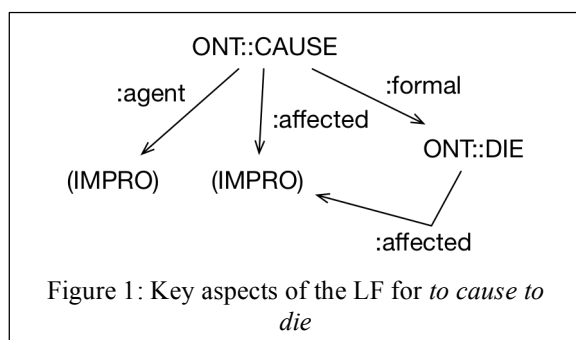 ONT::CAUSE
:agent
:affected
:formal
(IMPRO)
(IMPRO)
ONT::DIE
:affected
Figure 1: Key aspects of the LF for to cause to
die